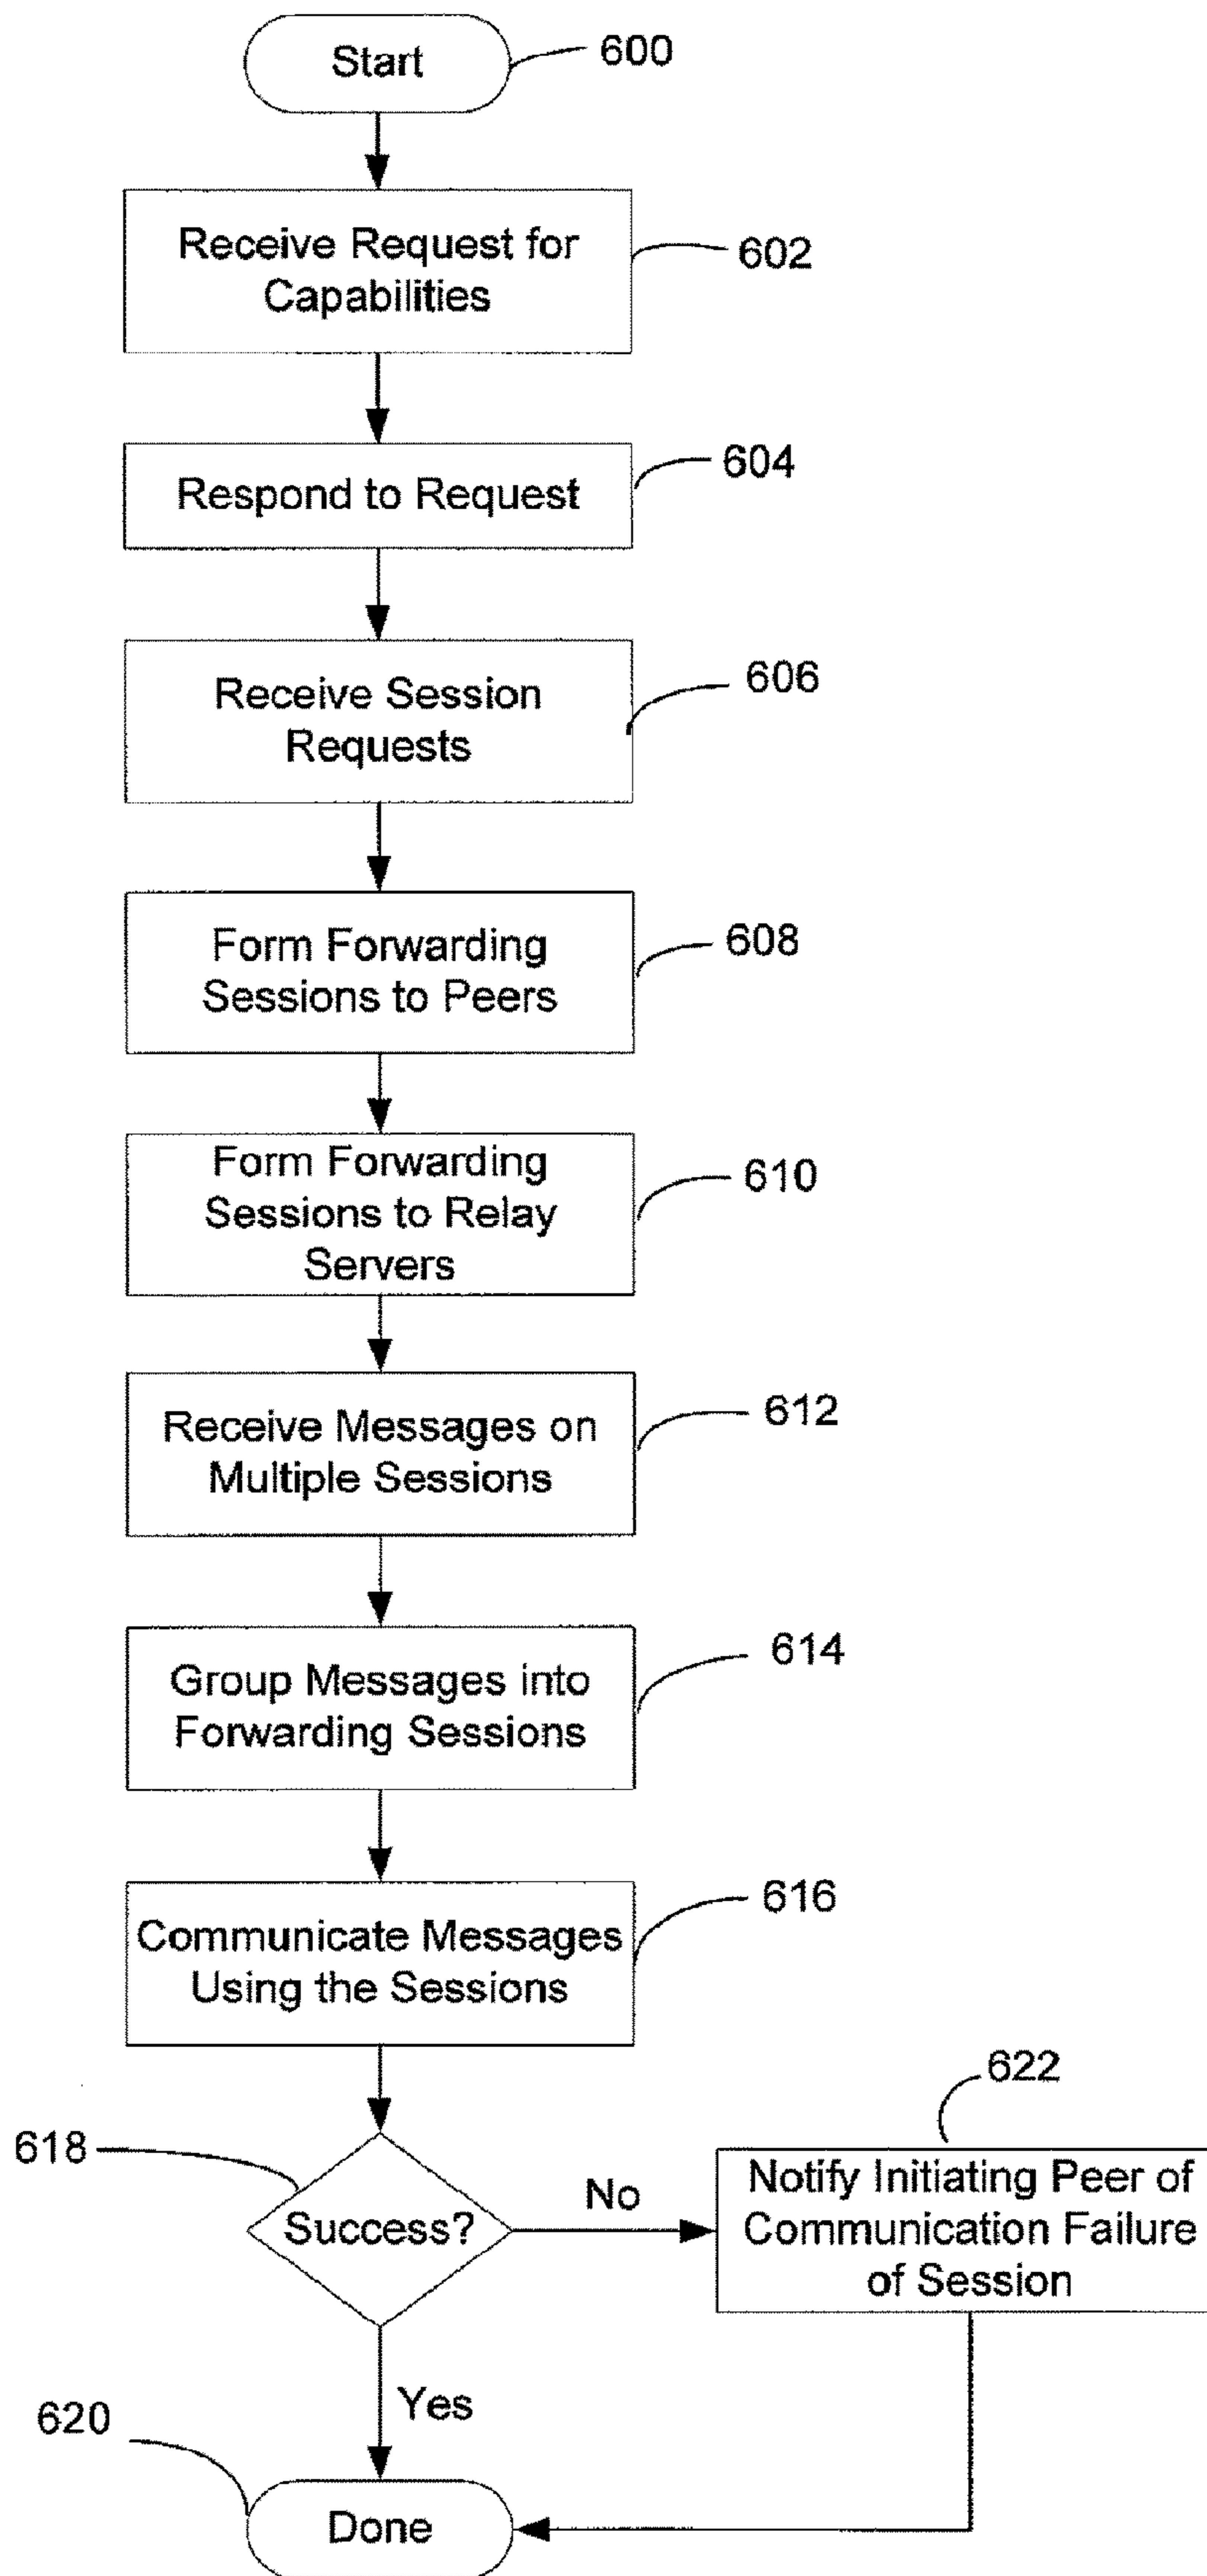 Start
600
Receive Request for
Capabilities
602
Respond to Request
604
Receive Session
Requests
606
Form Forwarding
Sessions to Peers
608
Form Forwarding
Sessions to Relay
Servers
610
Receive Messages on
Multiple Sessions
612
Group Messages into
Forwarding Sessions
614
Communicate Messages
Using the Sessions
616
618
Success?
No
622
Notify Initiating Peer of
Communication Failure
of Session
Yes
620
Done